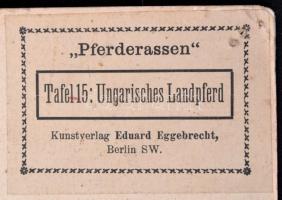 „Pferderassen“
Tafel 15: Ungarisches Landpferd
Kunstverlag Eduard Eggebrecht,
Berlin SW.